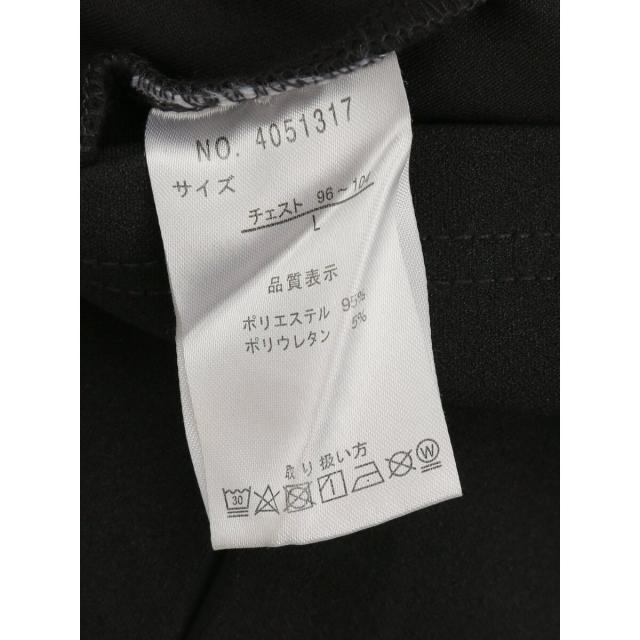 NO. 4051317
サイズ
チェスト 96～104
L
品質表示
ポリエステル 95%
ポリウレタン 5%
取り扱い方
30
W